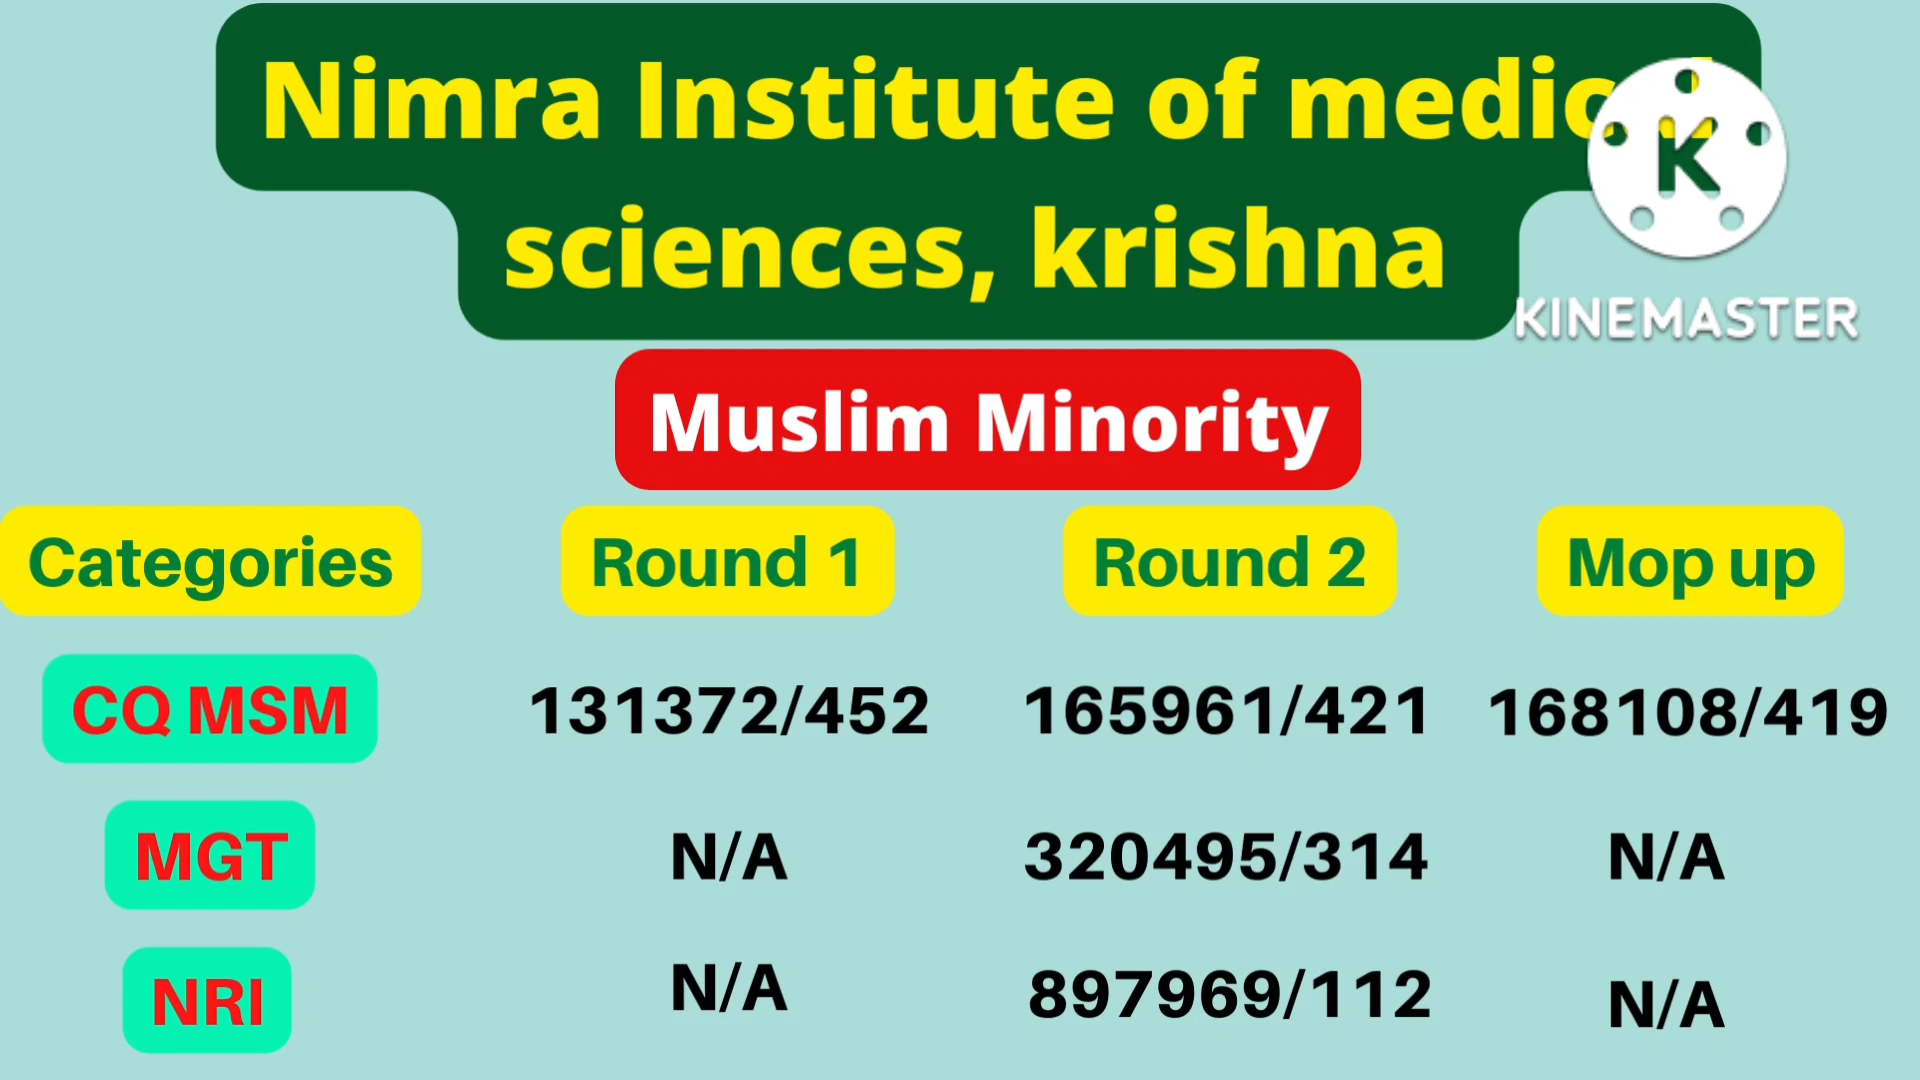 Nimra Institute of
sciences, krishna
K
KINEMASTER
Muslim Minority
Categories Round 1 Round 2 Mop up
CQ MSM 131372/452 165961/421 168108/419
MGT N/A 320495/314 N/A
NRI N/A 897969/112 N/A